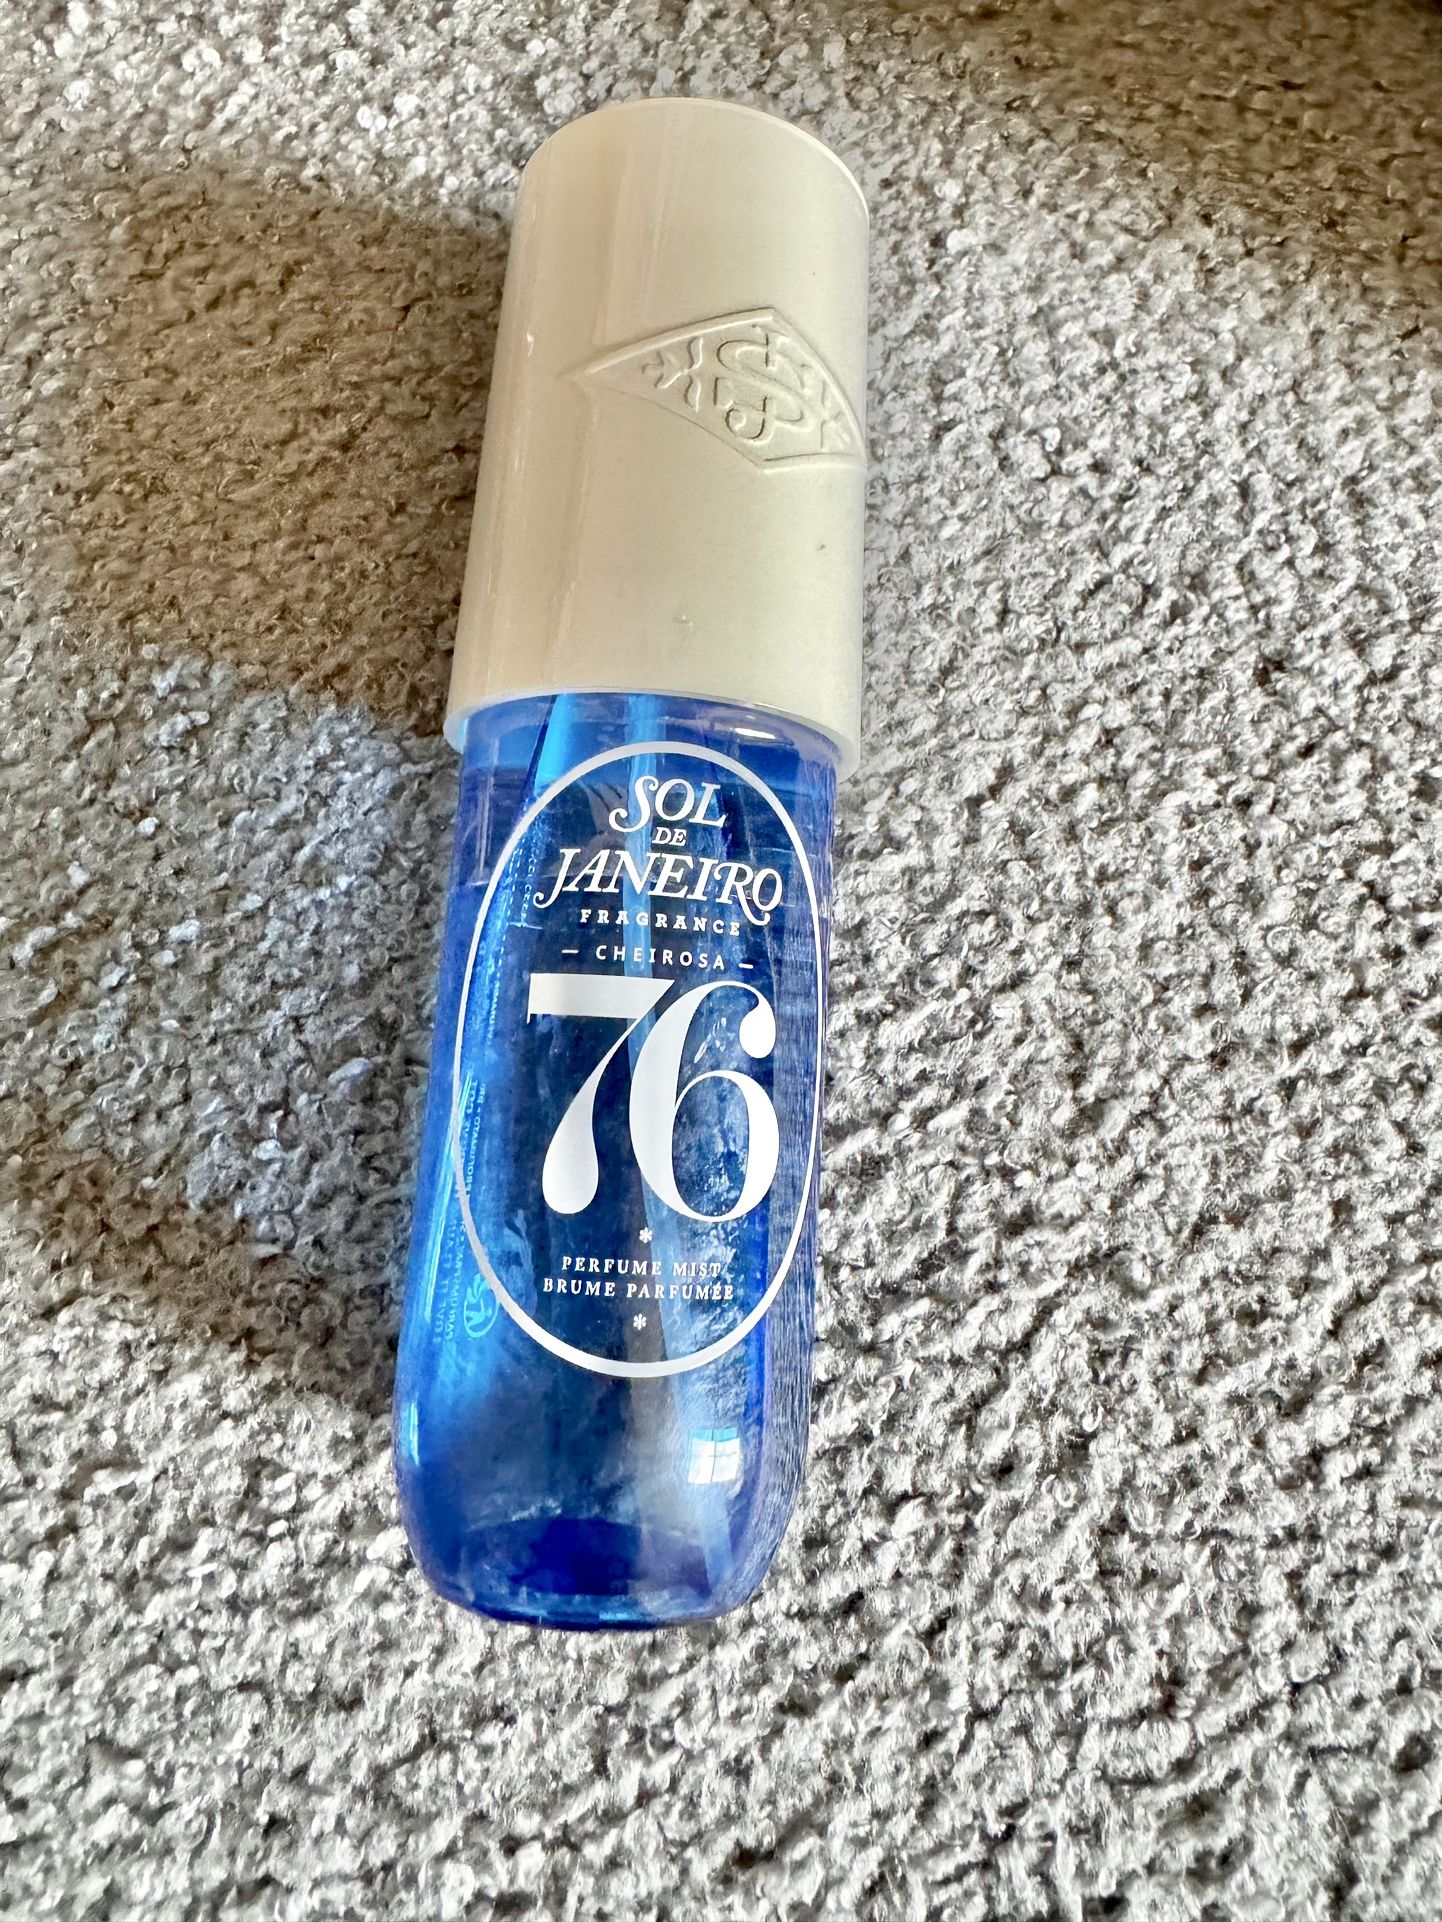 SOL
DE
JANEIRO
FRAGRANCE
— CHEIROSA —
76
PERFUME MIST
BRUME PARFUMÉE